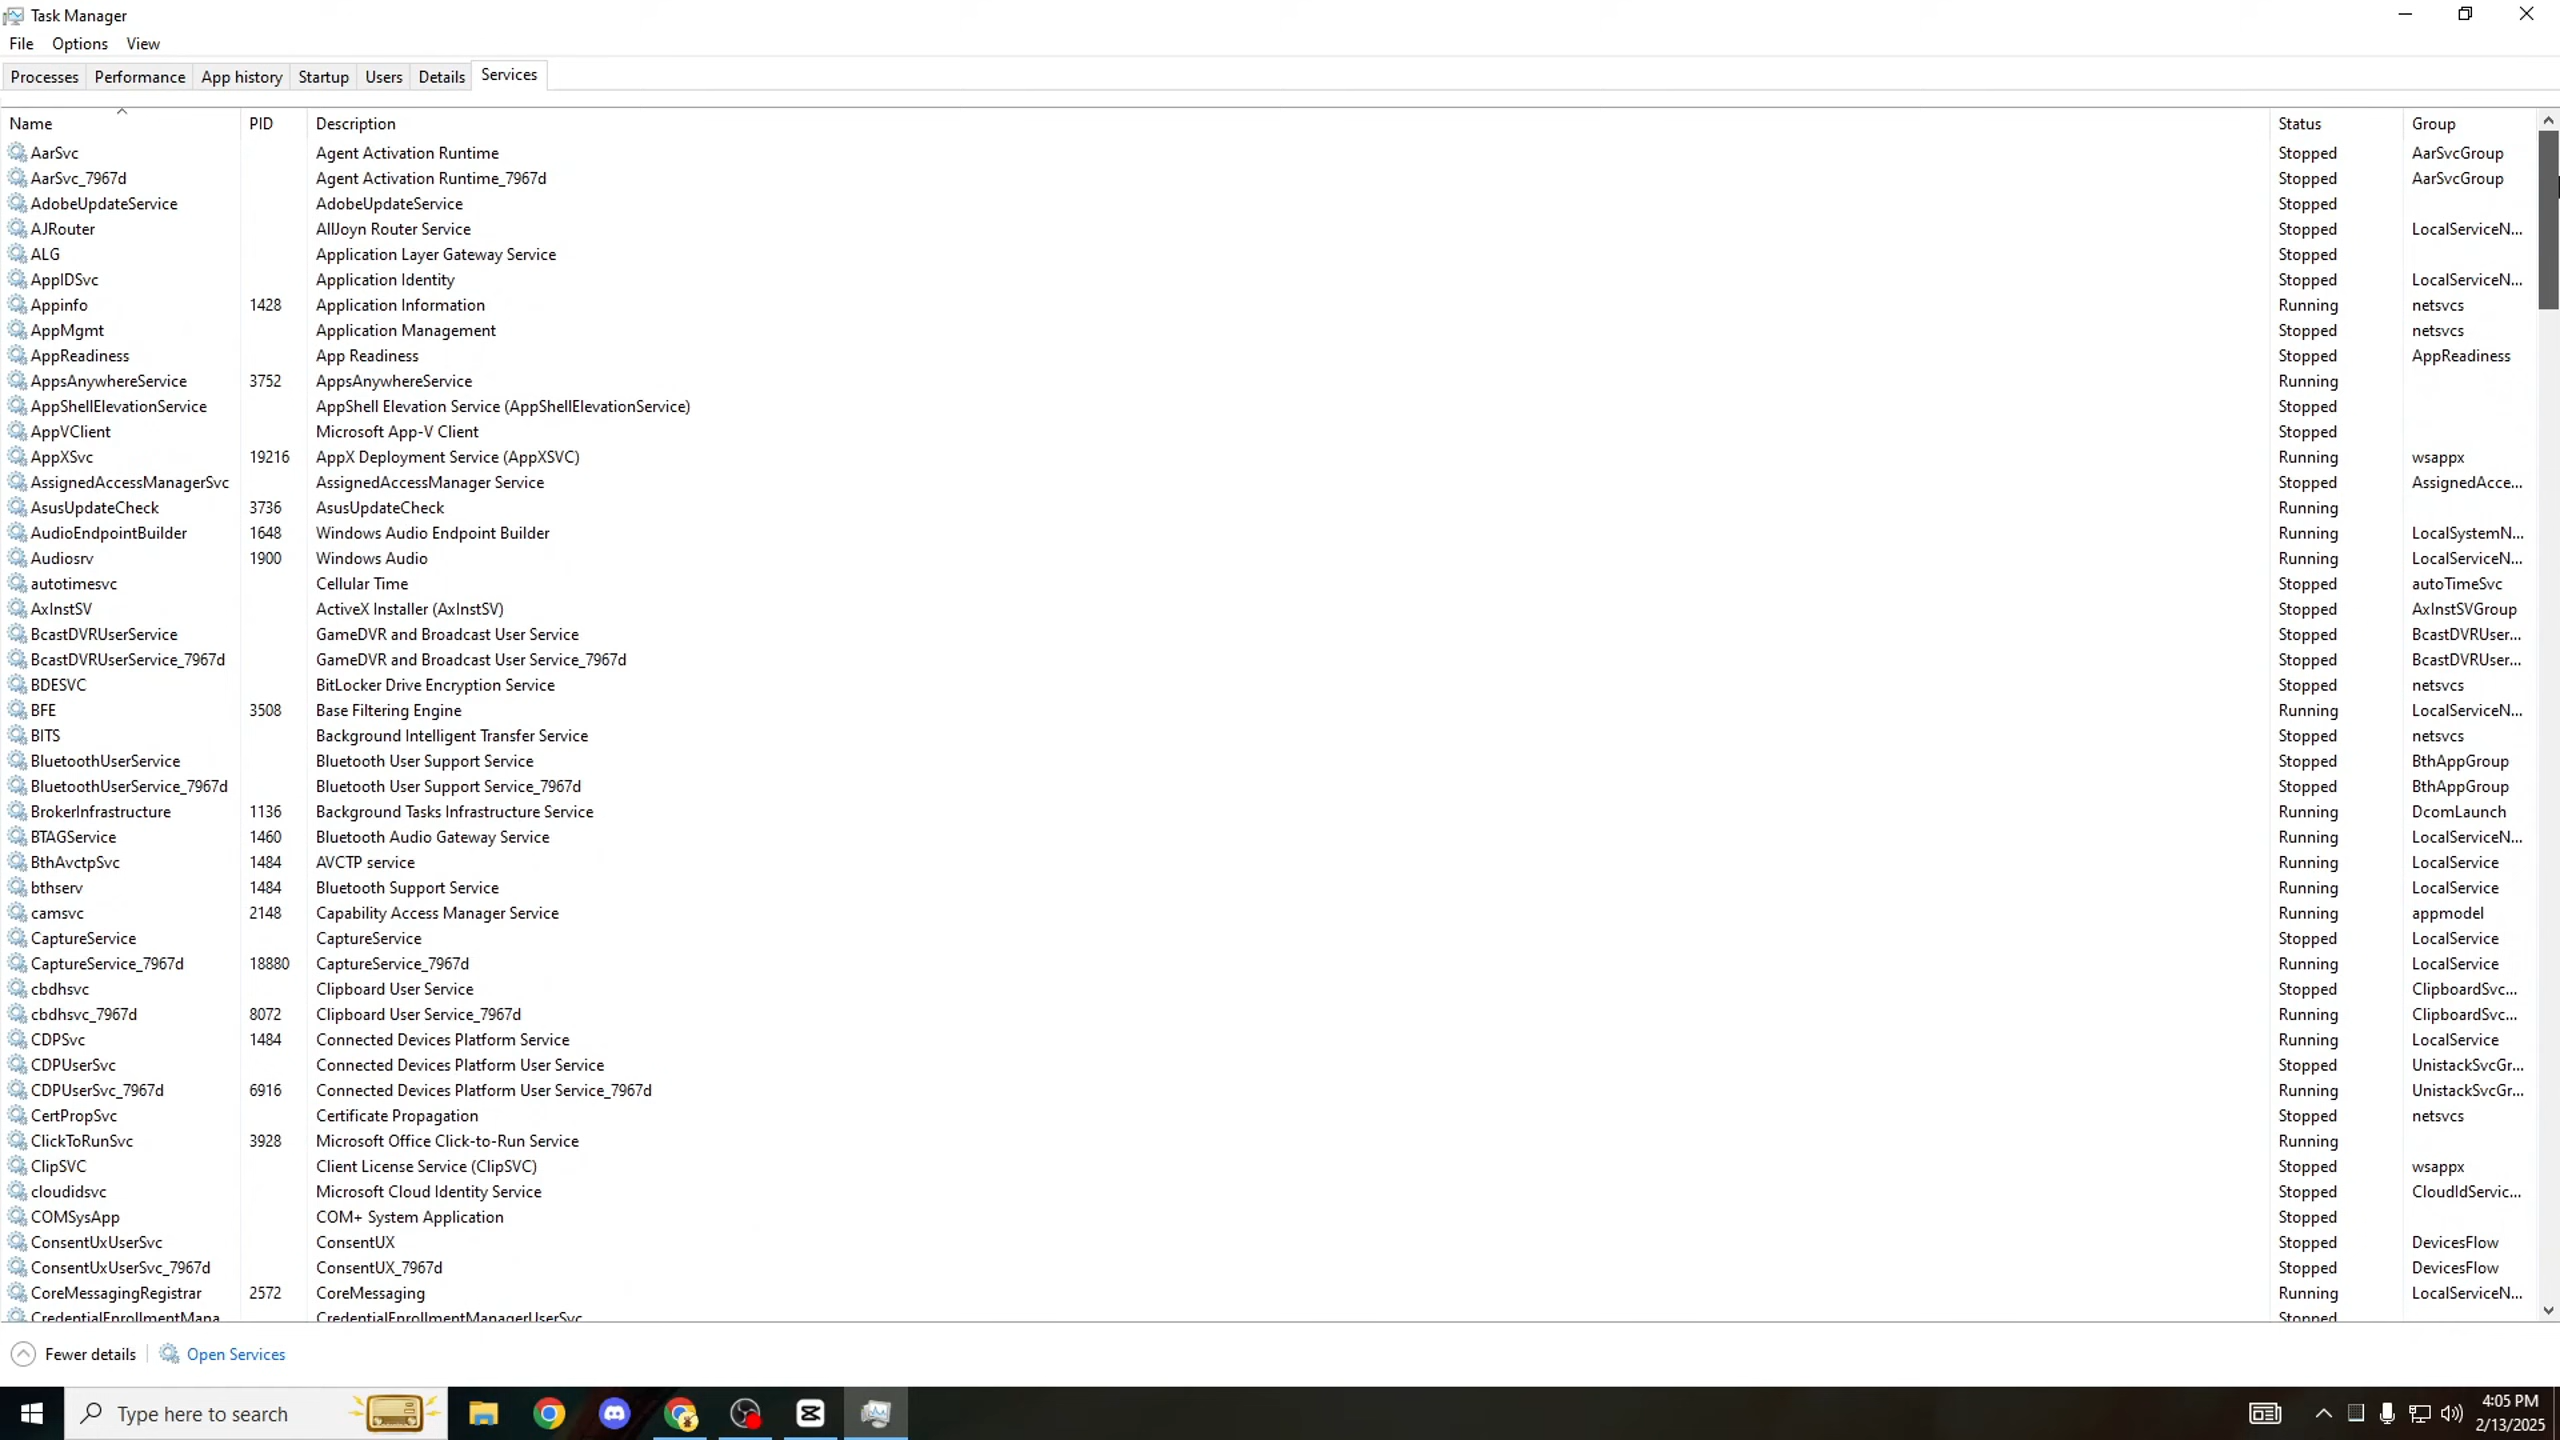 Task Manager
File Options View
Processes Performance App history Startup Users Details Services
Name PID Description Status Group
AarSvc Agent Activation Runtime Stopped AarSvcGroup
AarSvc_7967d Agent Activation Runtime_7967d Stopped AarSvcGroup
AdobeUpdateService AdobeUpdateService Stopped
AJRouter AllJoyn Router Service Stopped LocalServiceN...
ALG Application Layer Gateway Service Stopped
AppIDSvc Application Identity Stopped LocalServiceN...
Appinfo 1428 Application Information Running netsvcs
AppMgmt Application Management Stopped netsvcs
AppReadiness App Readiness Stopped AppReadiness
AppsAnywhereService 3752 AppsAnywhereService Running
AppShellElevationService AppShell Elevation Service (AppShellElevationService) Stopped
AppVClient Microsoft App-V Client Stopped
AppXSvc 19216 AppX Deployment Service (AppXSVC) Running wsappx
AssignedAccessManagerSvc AssignedAccessManager Service Stopped AssignedAcce...
AsusUpdateCheck 3736 AsusUpdateCheck Running
AudioEndpointBuilder 1648 Windows Audio Endpoint Builder Running LocalSystemN...
Audiosrv 1900 Windows Audio Running LocalServiceN...
autotimesvc Cellular Time Stopped autoTimeSvc
AxInstSV ActiveX Installer (AxInstSV) Stopped AxInstSVGroup
BcastDVRUserService GameDVR and Broadcast User Service Stopped BcastDVRUser...
BcastDVRUserService_7967d GameDVR and Broadcast User Service_7967d Stopped BcastDVRUser...
BDESVC BitLocker Drive Encryption Service Stopped netsvcs
BFE 3508 Base Filtering Engine Running LocalServiceN...
BITS Background Intelligent Transfer Service Stopped netsvcs
BluetoothUserService Bluetooth User Support Service Stopped BthAppGroup
BluetoothUserService_7967d Bluetooth User Support Service_7967d Stopped BthAppGroup
BrokerInfrastructure 1136 Background Tasks Infrastructure Service Running DcomLaunch
BTAGService 1460 Bluetooth Audio Gateway Service Running LocalServiceN...
BthAvctpSvc 1484 AVCTP service Running LocalService
bthserv 1484 Bluetooth Support Service Running LocalService
camsvc 2148 Capability Access Manager Service Running appmodel
CaptureService CaptureService Stopped LocalService
CaptureService_7967d 18880 CaptureService_7967d Running LocalService
cbdhsvc Clipboard User Service Stopped ClipboardSvc...
cbdhsvc_7967d 8072 Clipboard User Service_7967d Running ClipboardSvc...
CDPSvc 1484 Connected Devices Platform Service Running LocalService
CDPUserSvc Connected Devices Platform User Service Stopped UnistackSvcGr...
CDPUserSvc_7967d 6916 Connected Devices Platform User Service_7967d Running UnistackSvcGr...
CertPropSvc Certificate Propagation Stopped netsvcs
ClickToRunSvc 3928 Microsoft Office Click-to-Run Service Running
ClipSVC Client License Service (ClipSVC) Stopped wsappx
cloudidsvc Microsoft Cloud Identity Service Stopped CloudIdServic...
COMSysApp COM+ System Application Stopped
ConsentUxUserSvc ConsentUX Stopped DevicesFlow
ConsentUxUserSvc_7967d ConsentUX_7967d Stopped DevicesFlow
CoreMessagingRegistrar 2572 CoreMessaging Running LocalServiceN...
CredentialEnrollmentMana... CredentialEnrollmentManagerUserSvc Stopped
Fewer details Open Services
Type here to search
4:05 PM
2/13/2025